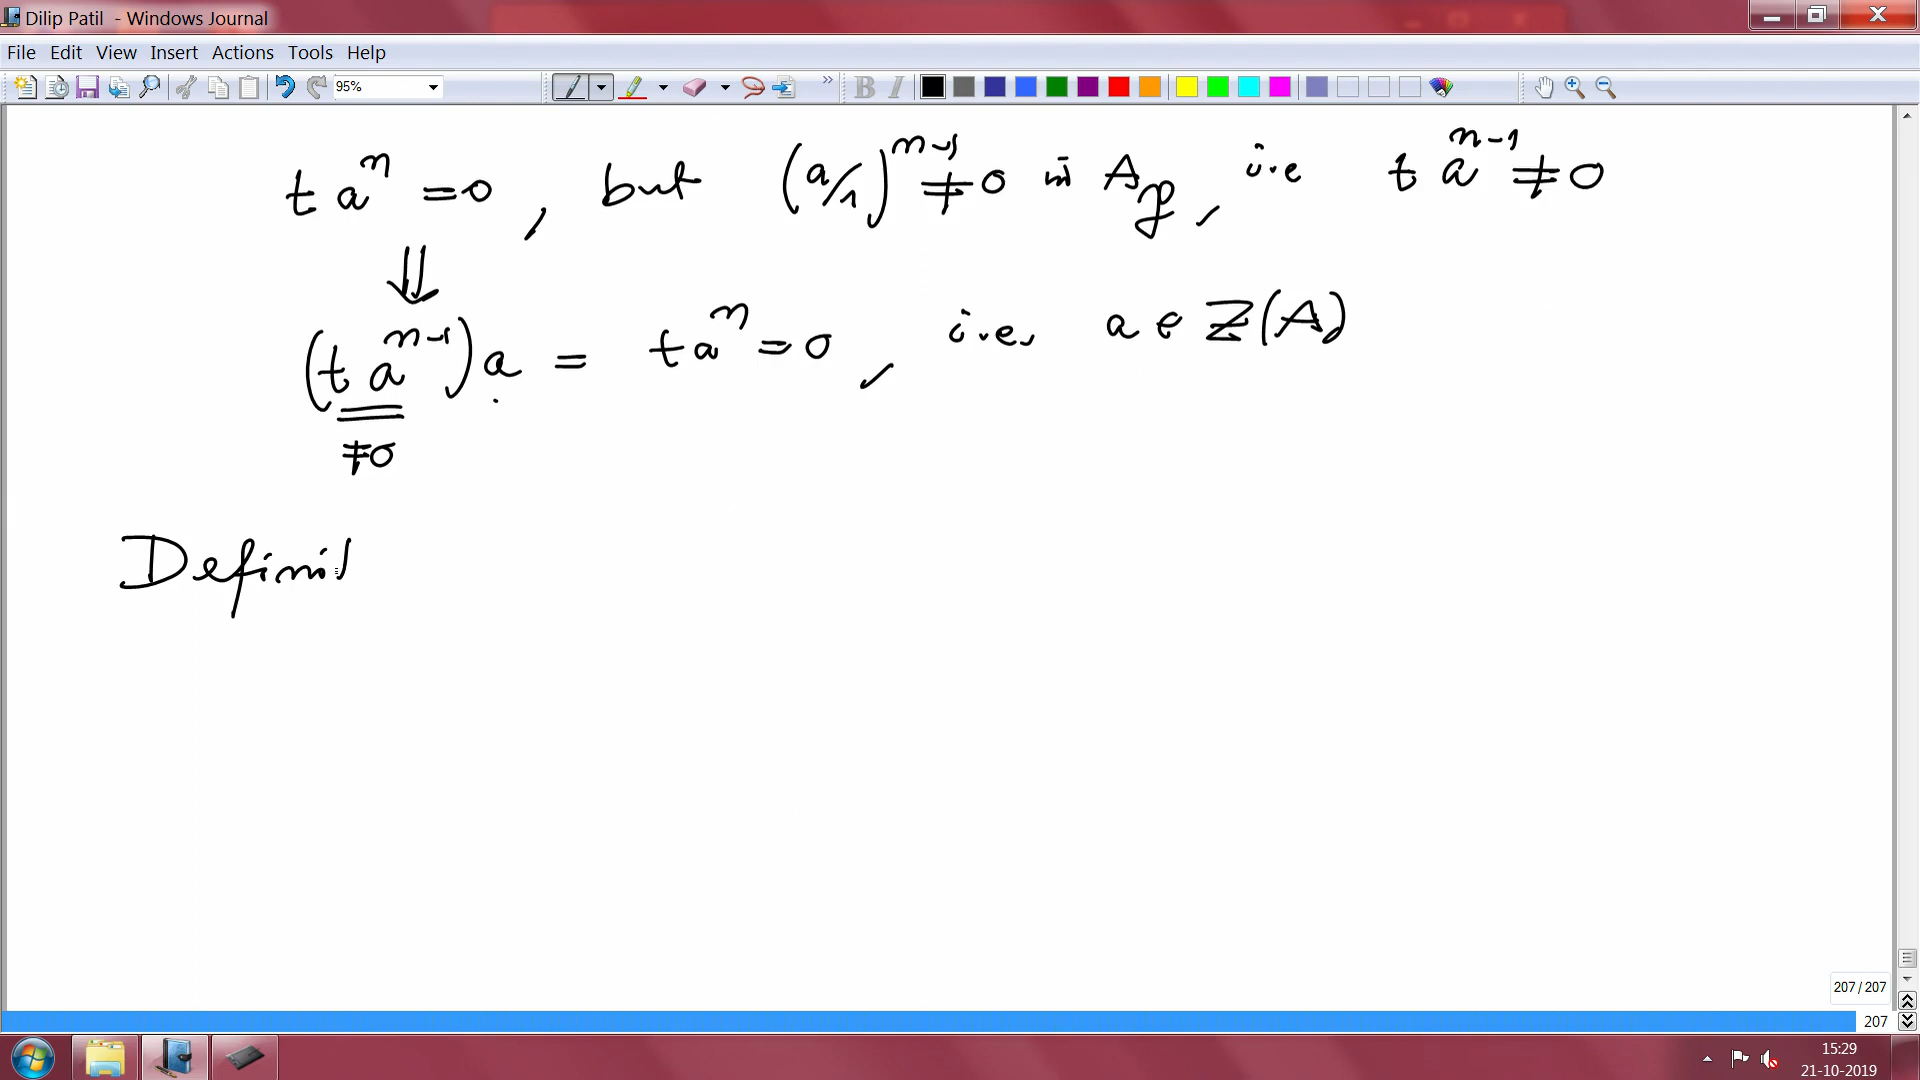 Dilip Patil - Windows Journal
File Edit View Insert Actions Tools Help
95%
t a^n = 0 , but (a/1)^{n-1} ≠ 0 in A_𝔭 , i.e t a^{n-1} ≠ 0
⇓
(t a^{n-1}) a = t a^n = 0 , i.e., a ∈ Z(A)
≠0
Definit
207 / 207
207
15:29
21-10-2019